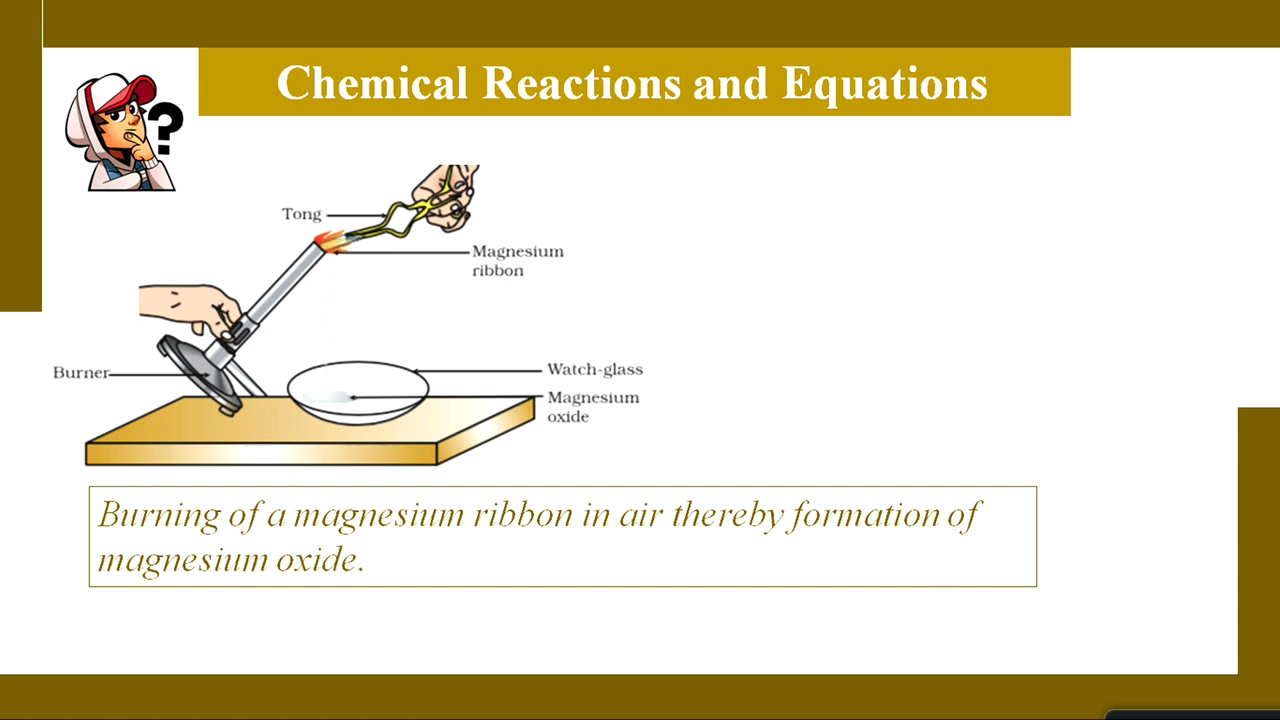 Chemical Reactions and Equations
?
Tong
Magnesium
ribbon
Burner
Watch-glass
Magnesium
oxide
Burning of a magnesium ribbon in air thereby formation of
magnesium oxide.